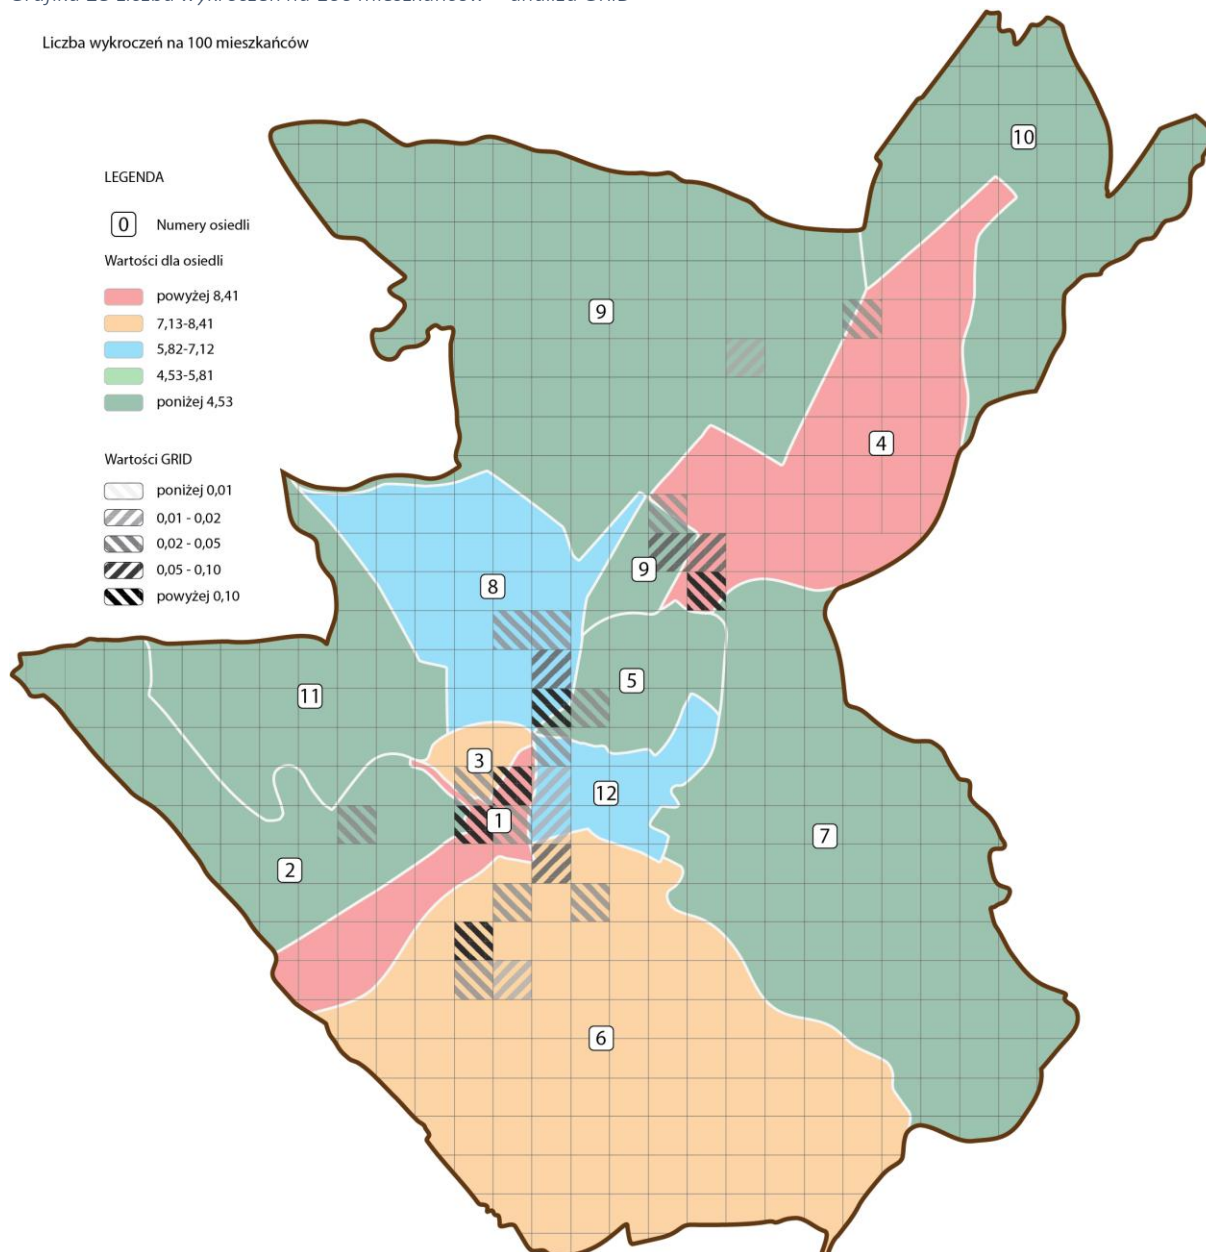 Liczba wykroczeń na 100 mieszkańców
LEGENDA
0 Numery osiedli
Wartości dla osiedli
powyżej 8,41
7,13-8,41
5,82-7,12
4,53-5,81
poniżej 4,53
Wartości GRID
poniżej 0,01
0,01 - 0,02
0,02 - 0,05
0,05 - 0,10
powyżej 0,10
10
9
4
9
8
5
11
3
12
1
7
2
6